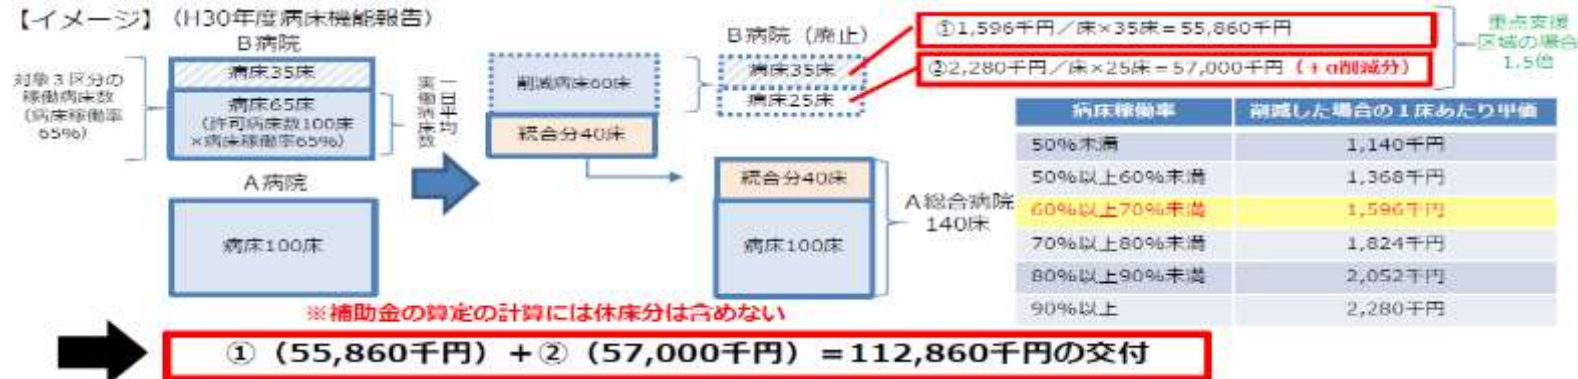 【イメージ】（H30年度病床機能報告）
B病院
対象３区分の
稼働病床数
（病床稼働率
65%）
病床35床
病床65床
（許可病床数100床
×病床稼働率65%）
一日平均
実働病床数
A病院
病床100床
削減病床60床
統合分40床
B病院（廃止）
病床35床
病床25床
①1,596千円／床×35床＝55,860千円
②2,280千円／床×25床＝57,000千円（＋α削減分）
重点支援
区域の場合
1.5倍
統合分40床
病床100床
A総合病院
140床
病床稼働率 削減した場合の１床あたり単価
50%未満 1,140千円
50%以上60%未満 1,368千円
60%以上70%未満 1,596千円
70%以上80%未満 1,824千円
80%以上90%未満 2,052千円
90%以上 2,280千円
※補助金の算定の計算には休床分は含めない
①（55,860千円）＋②（57,000千円）＝112,860千円の交付